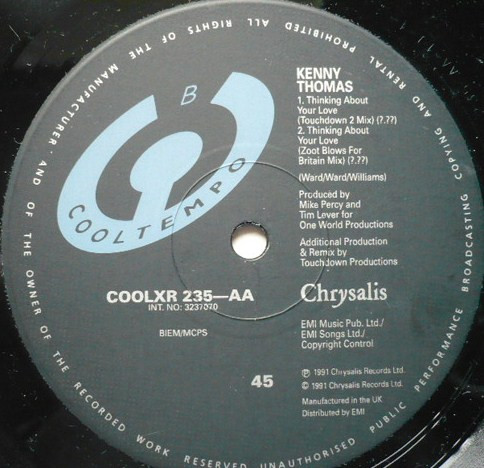 ALL RIGHTS OF THE MANUFACTURER AND OF THE OWNER OF THE RECORDED WORK RESERVED UNAUTHORISED PUBLIC PERFORMANCE BROADCASTING COPYING AND RENTAL PROHIBITED
B
COOLTEMPO
KENNY
THOMAS
1. Thinking About
Your Love
(Touchdown 2 Mix) (?.??)
2. Thinking About
Your Love
(Zoot Blows For
Britain Mix) (?.??)
(Ward/Ward/Williams)
Produced by
Mike Percy and
Tim Lever for
One World Productions
Additional Production
& Remix by
Touchdown Productions
COOLXR 235—AA
INT. NO: 3237070
BIEM/MCPS
Chrysalis
EMI Music Pub. Ltd./
EMI Songs Ltd./
Copyright Control
45
℗ 1991 Chrysalis Records Ltd.
© 1991 Chrysalis Records Ltd.
Manufactured in the UK
Distributed by EMI